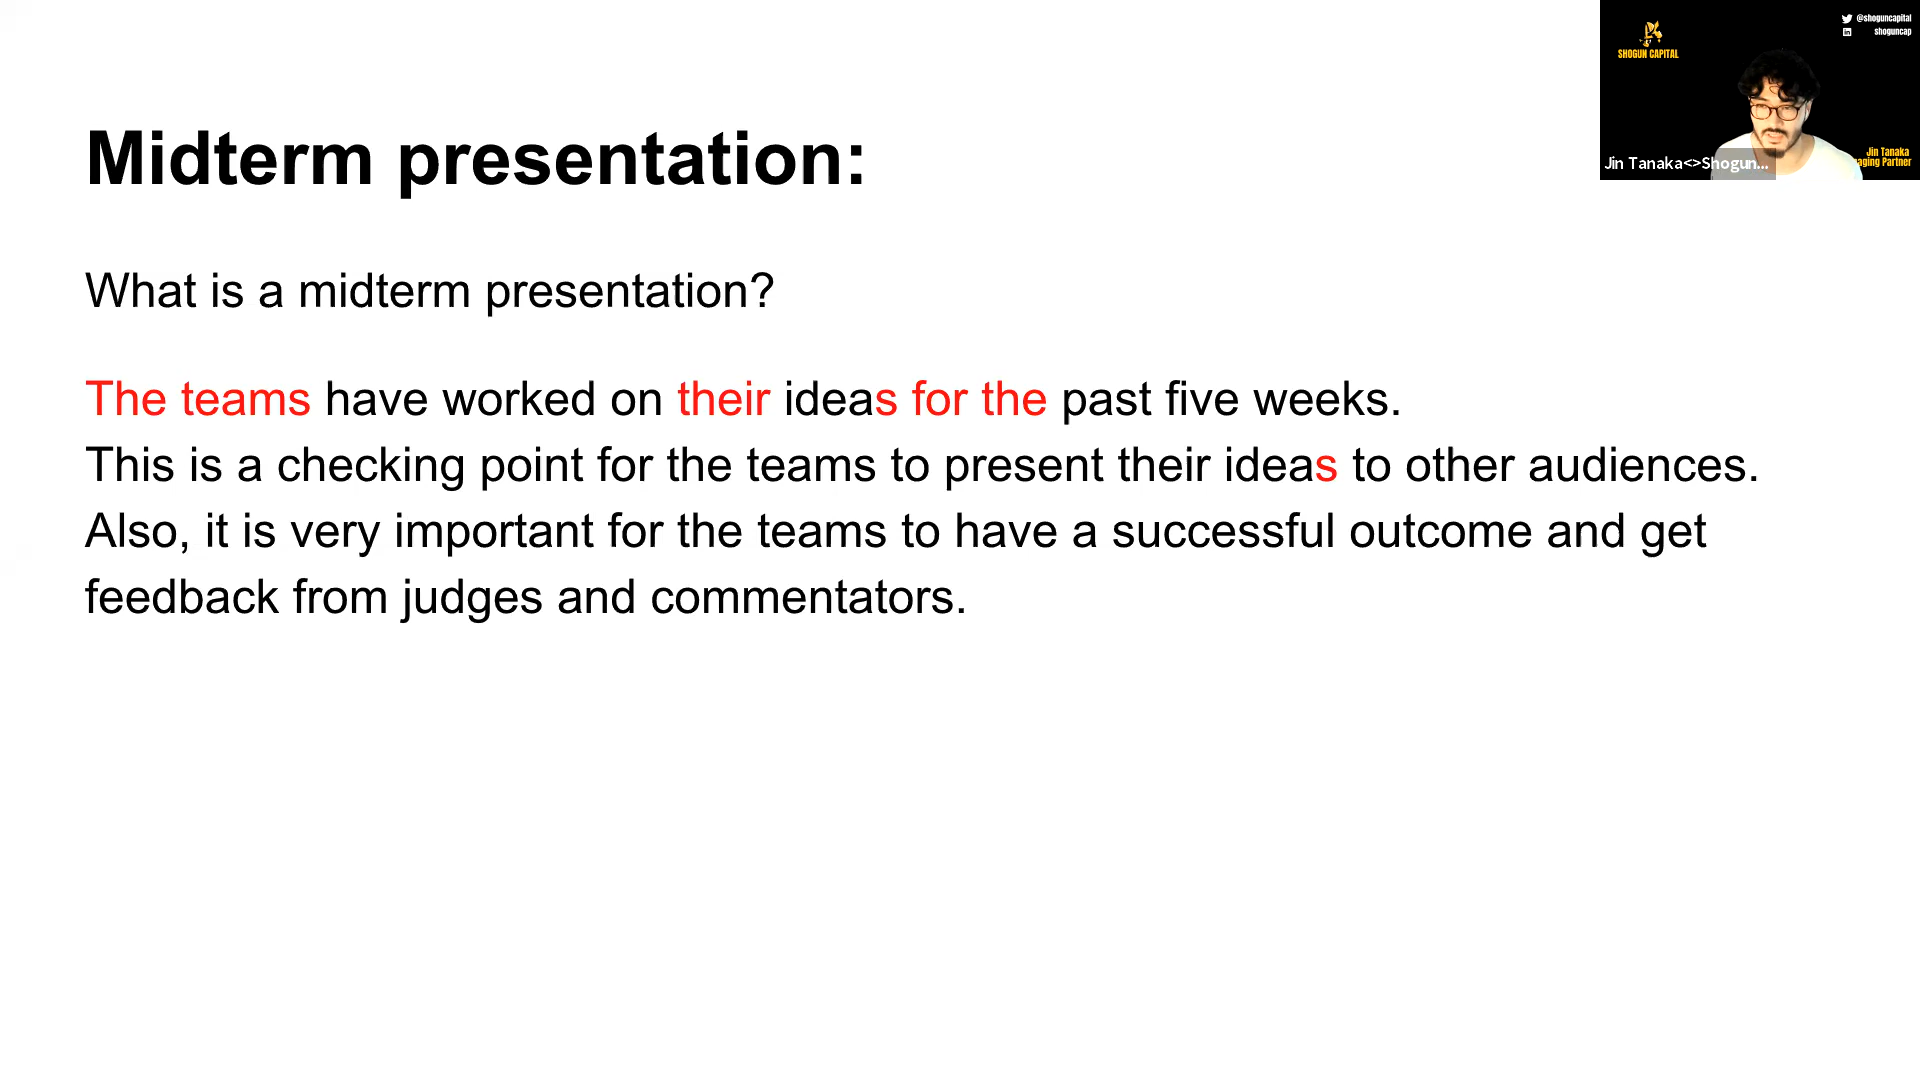 Midterm presentation:
What is a midterm presentation?
The teams have worked on their ideas for the past five weeks.
This is a checking point for the teams to present their ideas to other audiences.
Also, it is very important for the teams to have a successful outcome and get
feedback from judges and commentators.
SHOGUN CAPITAL
@shoguncapital
shoguncap
Jin Tanaka
aging Partner
Jin Tanaka<>Shogun...